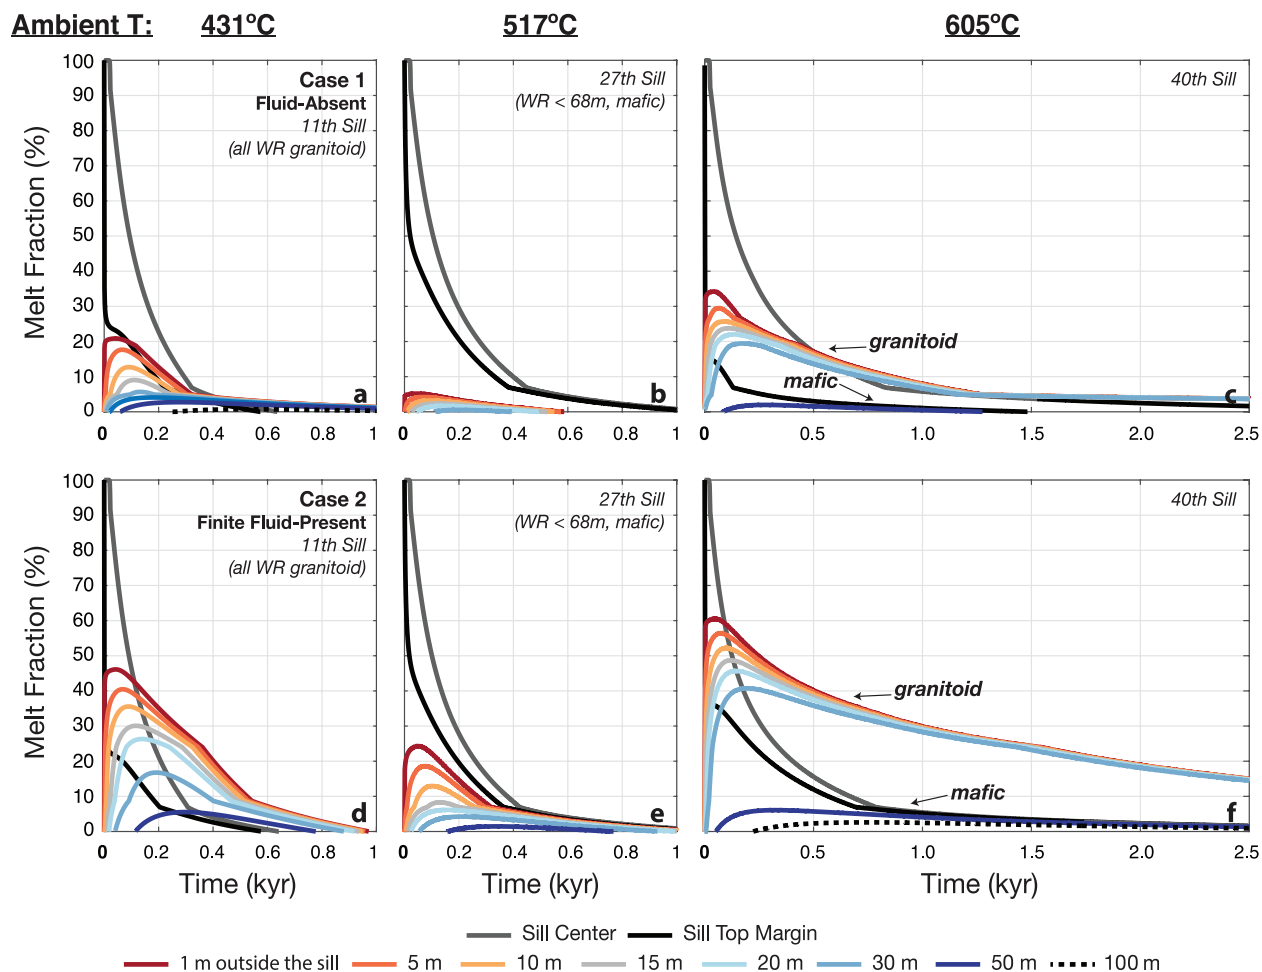 Ambient T: 431ºC 517ºC 605ºC
Melt Fraction (%)
100
90
80
70
60
50
40
30
20
10
0
Case 1
Fluid-Absent
11th Sill
(all WR granitoid)
a
0 0.2 0.4 0.6 0.8 1
27th Sill
(WR < 68m, mafic)
b
0 0.2 0.4 0.6 0.8 1
40th Sill
granitoid
mafic
c
0 0.5 1.0 1.5 2.0 2.5
Melt Fraction (%)
100
90
80
70
60
50
40
30
20
10
0
Case 2
Finite Fluid-Present
11th Sill
(all WR granitoid)
d
0 0.2 0.4 0.6 0.8 1
Time (kyr)
27th Sill
(WR < 68m, mafic)
e
0 0.2 0.4 0.6 0.8 1
Time (kyr)
40th Sill
granitoid
mafic
f
0 0.5 1.0 1.5 2.0 2.5
Time (kyr)
Sill Center Sill Top Margin
1 m outside the sill 5 m 10 m 15 m 20 m 30 m 50 m 100 m